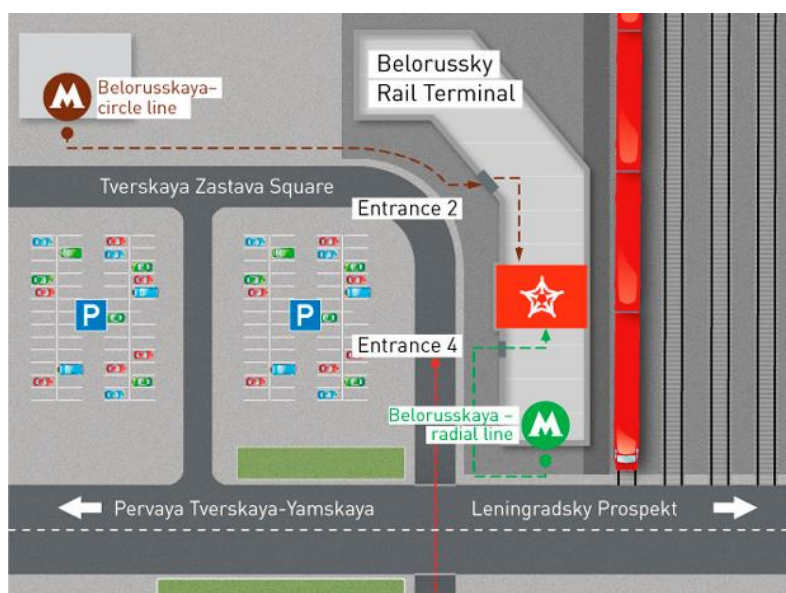 Belorusskaya–
circle line
Belorussky
Rail Terminal
Tverskaya Zastava Square
Entrance 2
P
P
Entrance 4
Belorusskaya –
radial line
Pervaya Tverskaya-Yamskaya
Leningradsky Prospekt